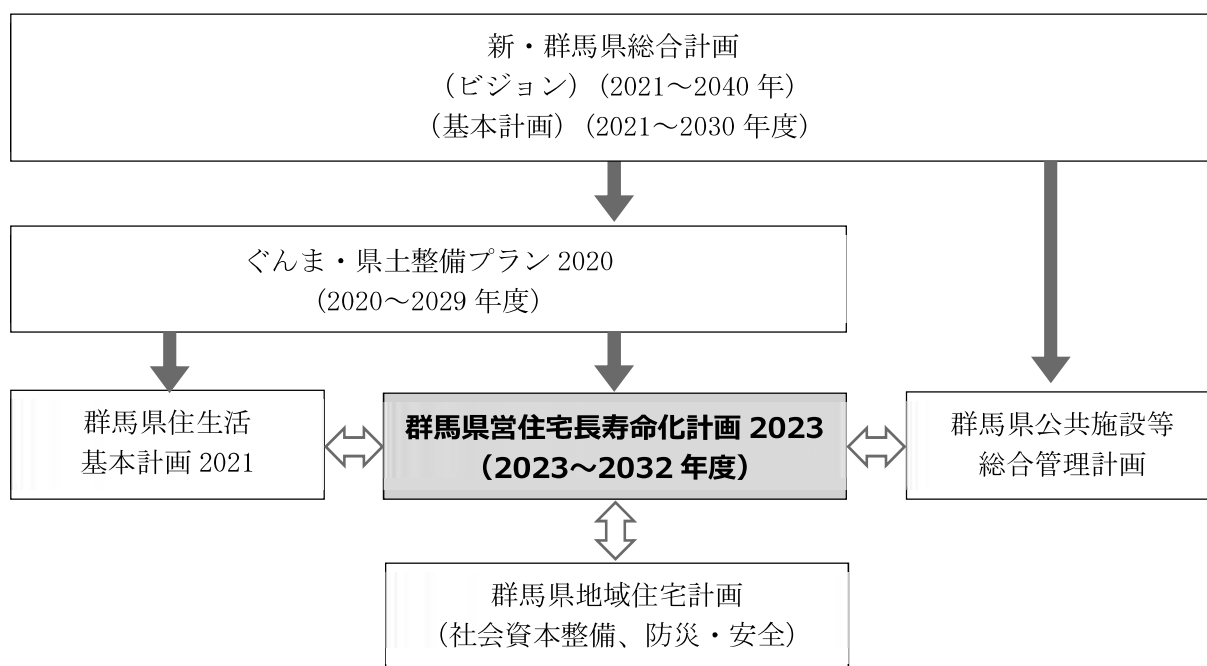 新・群馬県総合計画
（ビジョン）（2021～2040 年）
（基本計画）（2021～2030 年度）
ぐんま・県土整備プラン 2020
（2020～2029 年度）
群馬県住生活
基本計画 2021
群馬県営住宅長寿命化計画 2023
（2023～2032 年度）
群馬県公共施設等
総合管理計画
群馬県地域住宅計画
（社会資本整備、防災・安全）